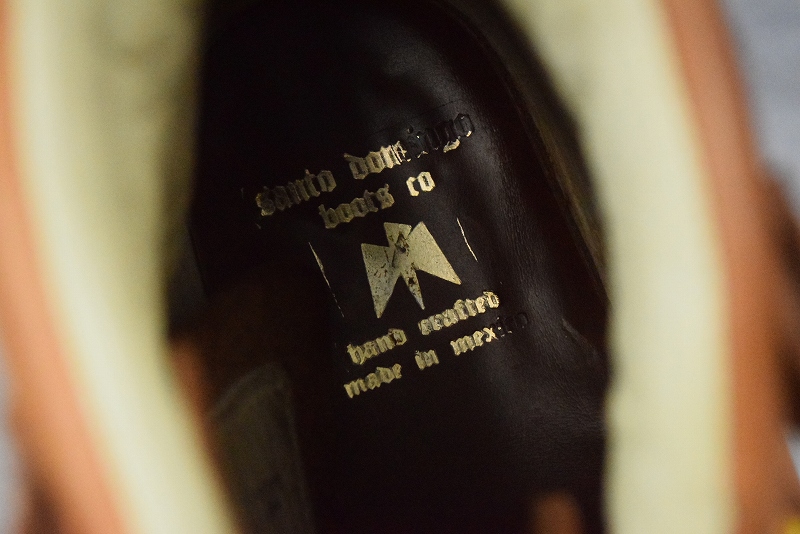 santo domingo
boots co
hand crafted
made in mexico